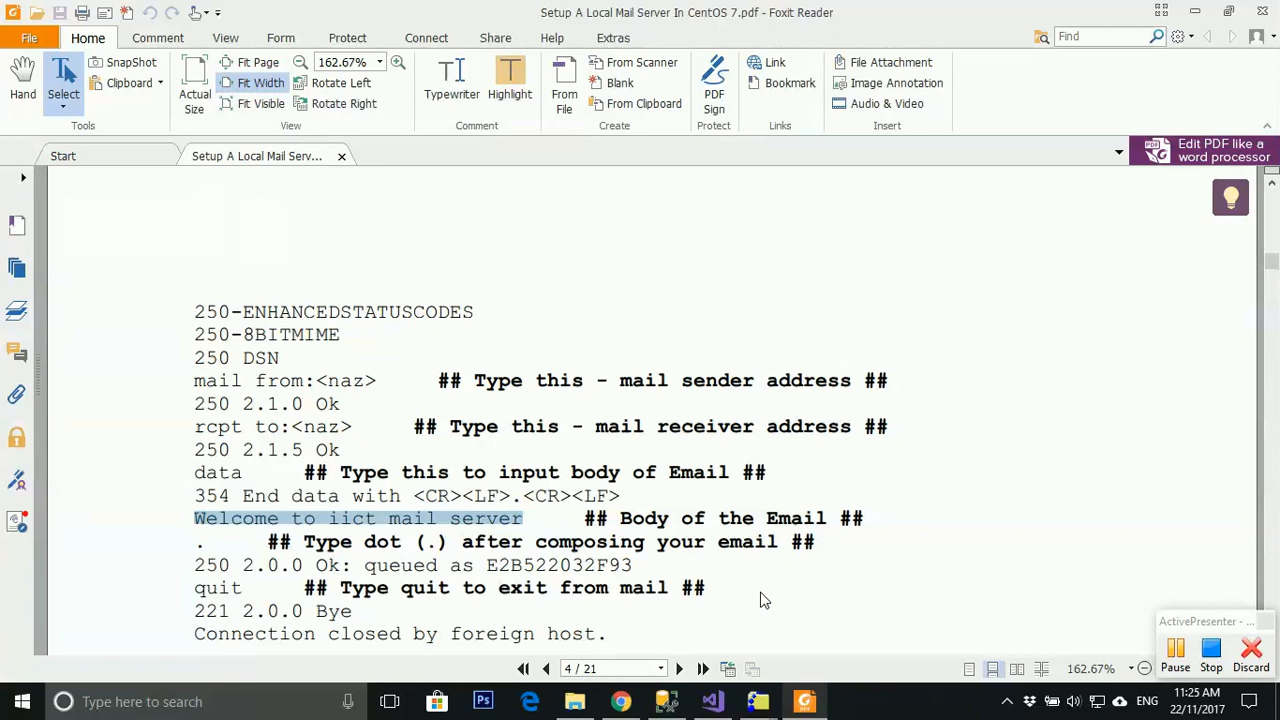 Setup A Local Mail Server In CentOS 7.pdf - Foxit Reader
File Home Comment View Form Protect Connect Share Help Extras Find
Hand
Select
SnapShot
Clipboard
Tools
Actual Size
Fit Page
Fit Width
Fit Visible
162.67%
Rotate Left
Rotate Right
View
Typewriter
Highlight
Comment
From File
From Scanner
Blank
From Clipboard
Create
PDF Sign
Protect
Link
Bookmark
Links
File Attachment
Image Annotation
Audio & Video
Insert
Start
Setup A Local Mail Serv...
Edit PDF like a
word processor
250-ENHANCEDSTATUSCODES
250-8BITMIME
250 DSN
mail from:<naz> ## Type this - mail sender address ##
250 2.1.0 Ok
rcpt to:<naz> ## Type this - mail receiver address ##
250 2.1.5 Ok
data ## Type this to input body of Email ##
354 End data with <CR><LF>.<CR><LF>
Welcome to iict mail server ## Body of the Email ##
. ## Type dot (.) after composing your email ##
250 2.0.0 Ok: queued as E2B522032F93
quit ## Type quit to exit from mail ##
221 2.0.0 Bye
Connection closed by foreign host.
ActivePresenter - ...
Pause Stop Discard
4 / 21
162.67%
Type here to search
Ps
ENG
11:25 AM
22/11/2017